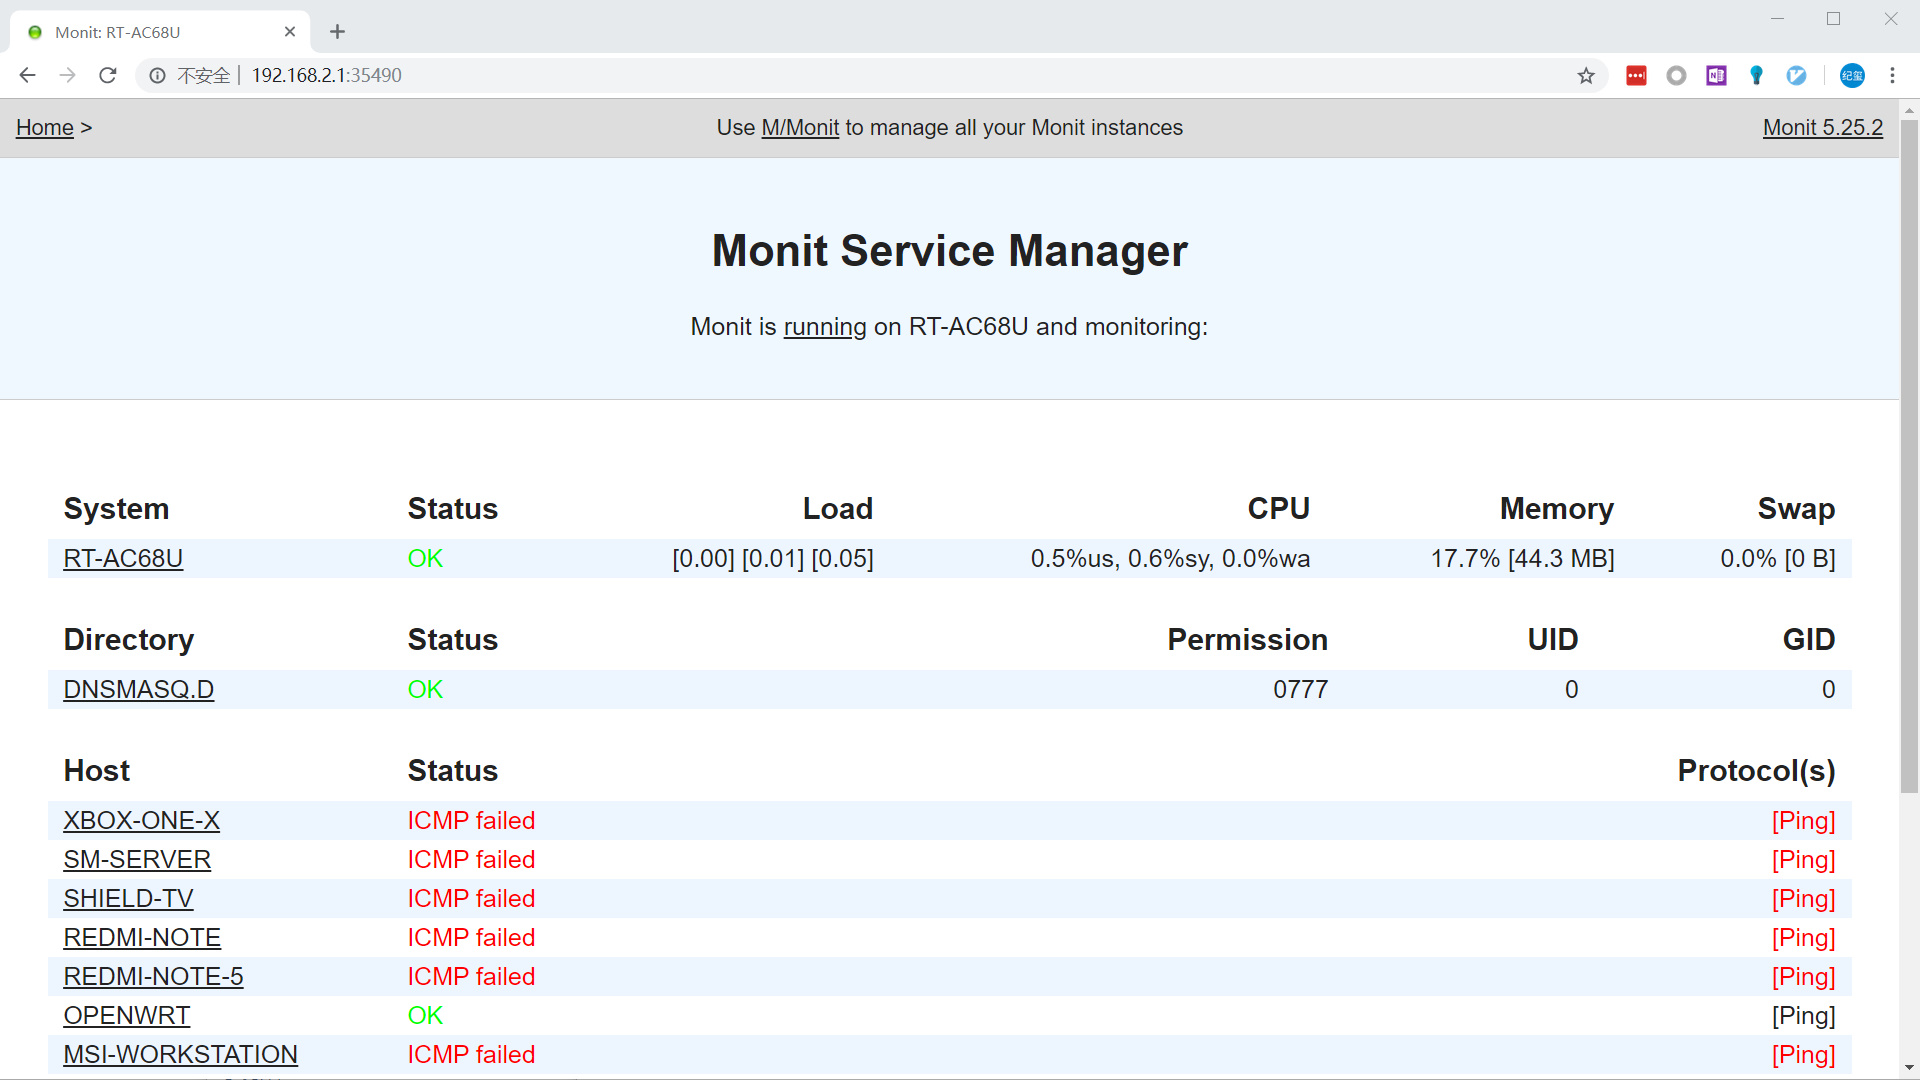 Monit: RT-AC68U
不安全 192.168.2.1:35490
纪玺
Home >
Use M/Monit to manage all your Monit instances
Monit 5.25.2
Monit Service Manager
Monit is running on RT-AC68U and monitoring:
System Status Load CPU Memory Swap
RT-AC68U OK [0.00] [0.01] [0.05] 0.5%us, 0.6%sy, 0.0%wa 17.7% [44.3 MB] 0.0% [0 B]
Directory Status Permission UID GID
DNSMASQ.D OK 0777 0 0
Host Status Protocol(s)
XBOX-ONE-X ICMP failed [Ping]
SM-SERVER ICMP failed [Ping]
SHIELD-TV ICMP failed [Ping]
REDMI-NOTE ICMP failed [Ping]
REDMI-NOTE-5 ICMP failed [Ping]
OPENWRT OK [Ping]
MSI-WORKSTATION ICMP failed [Ping]